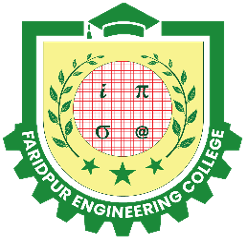 i π
σ @
FARIDPUR ENGINEERING COLLEGE